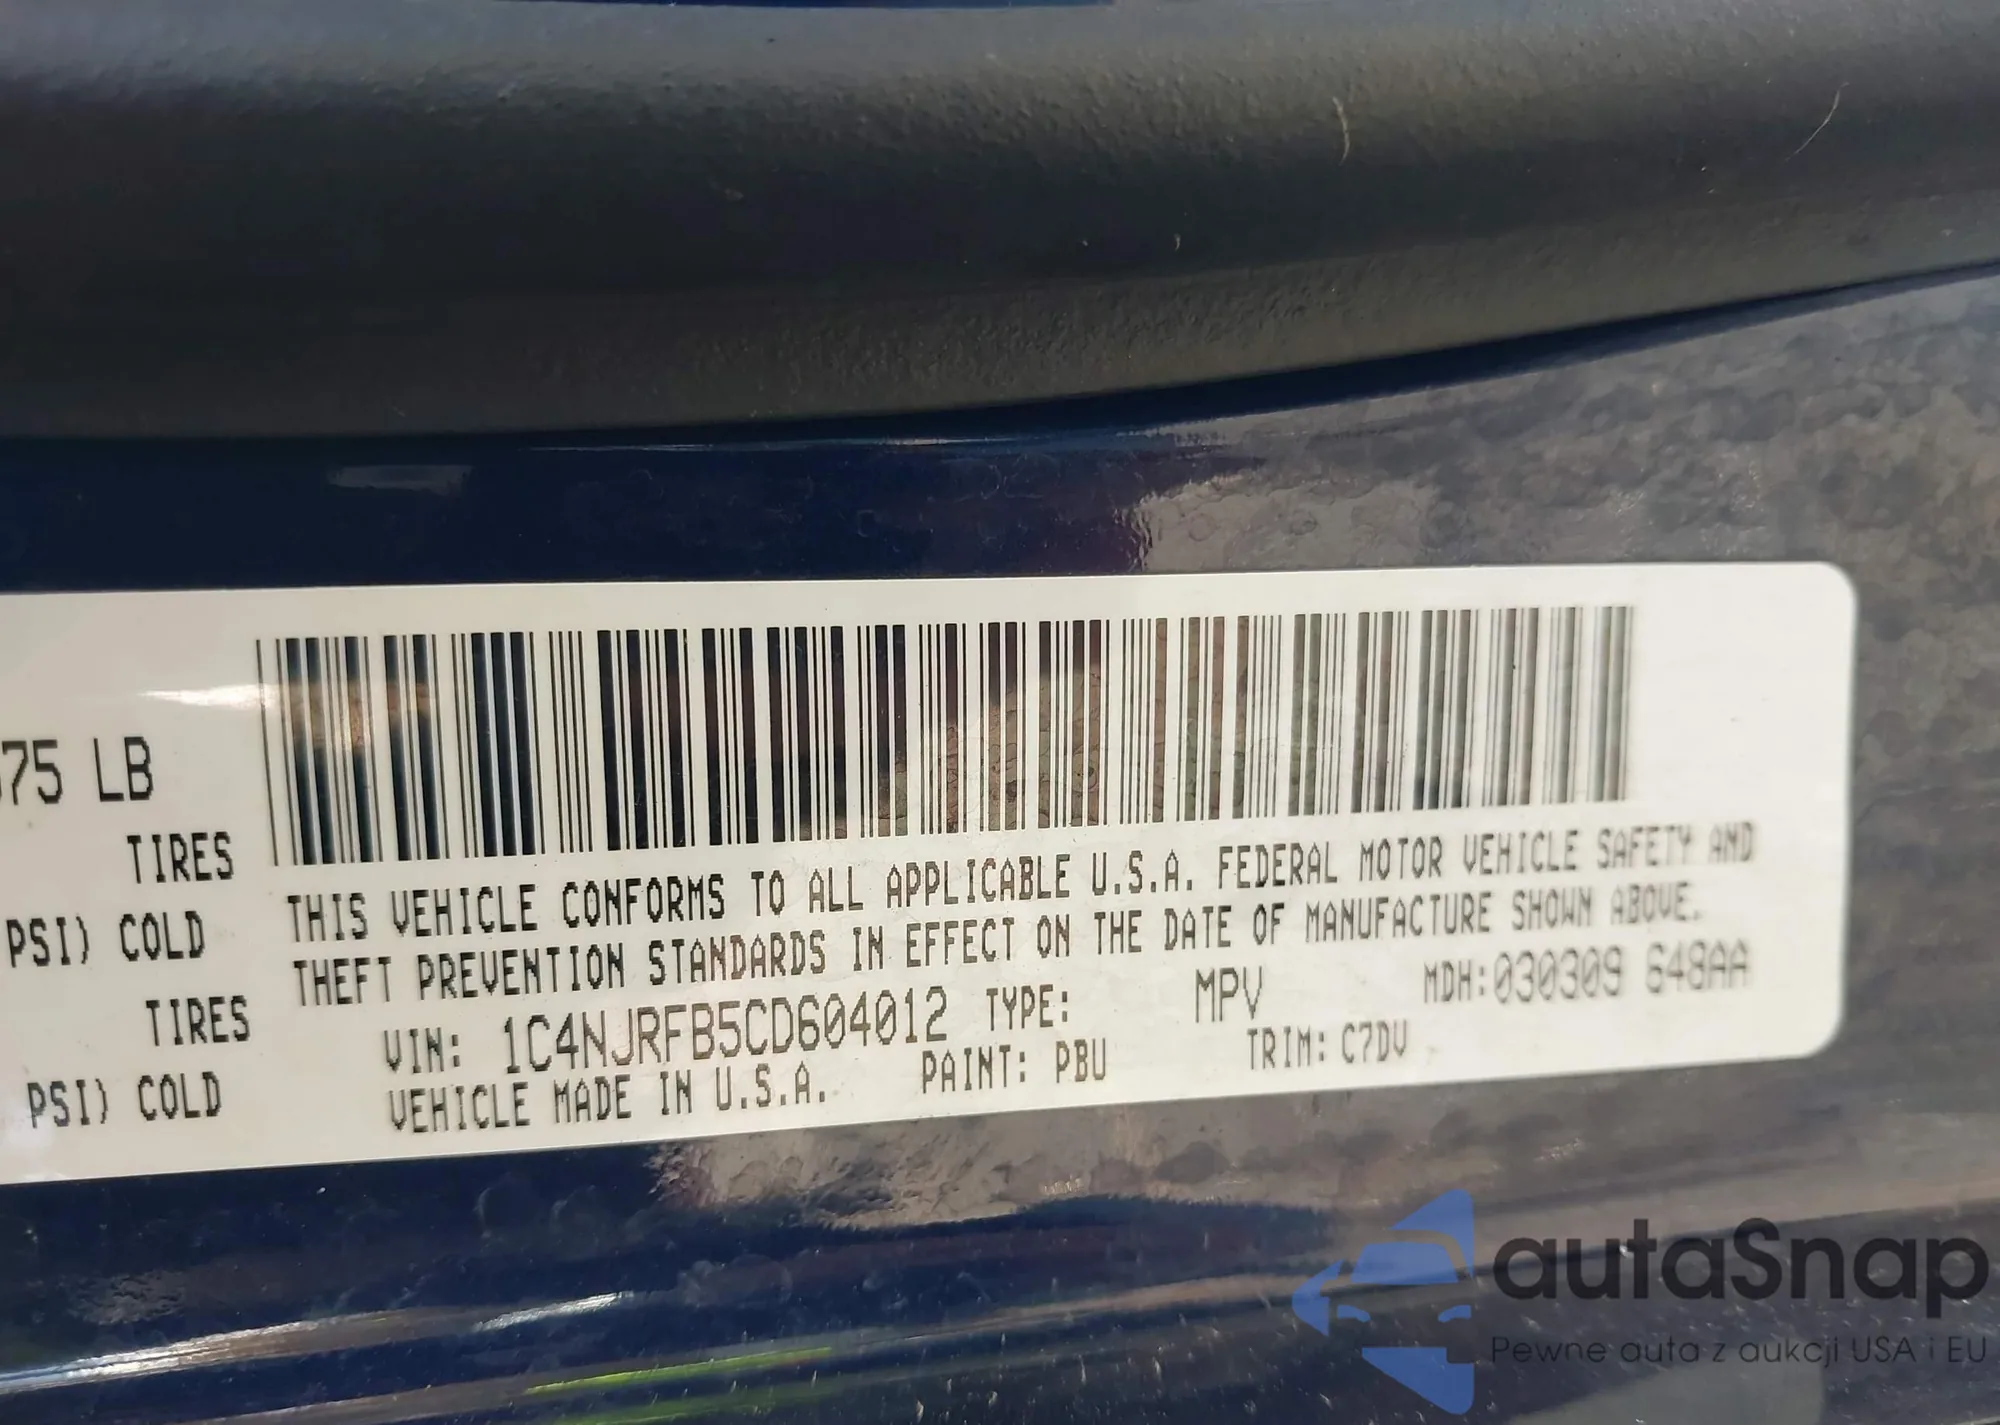 75 LB
TIRES
PSI) COLD
TIRES
PSI) COLD
THIS VEHICLE CONFORMS TO ALL APPLICABLE U.S.A. FEDERAL MOTOR VEHICLE SAFETY AND
THEFT PREVENTION STANDARDS IN EFFECT ON THE DATE OF MANUFACTURE SHOWN ABOVE.
VIN: 1C4NJRFB5CD604012 TYPE: MPV MDH:030309 648AA
VEHICLE MADE IN U.S.A. PAINT: PBU TRIM: C7DV
autaSnap
Pewne auta z aukcji USA i EU